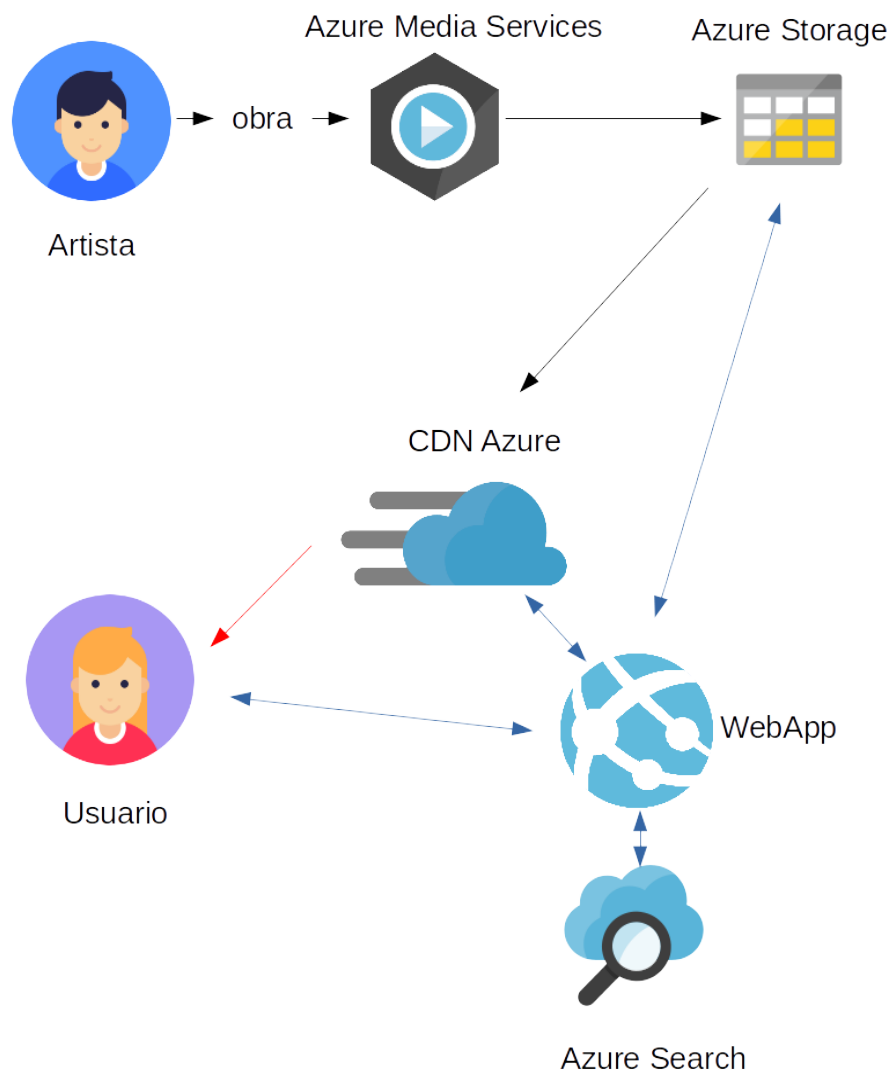 Azure Media Services
Azure Storage
obra
Artista
CDN Azure
WebApp
Usuario
Azure Search